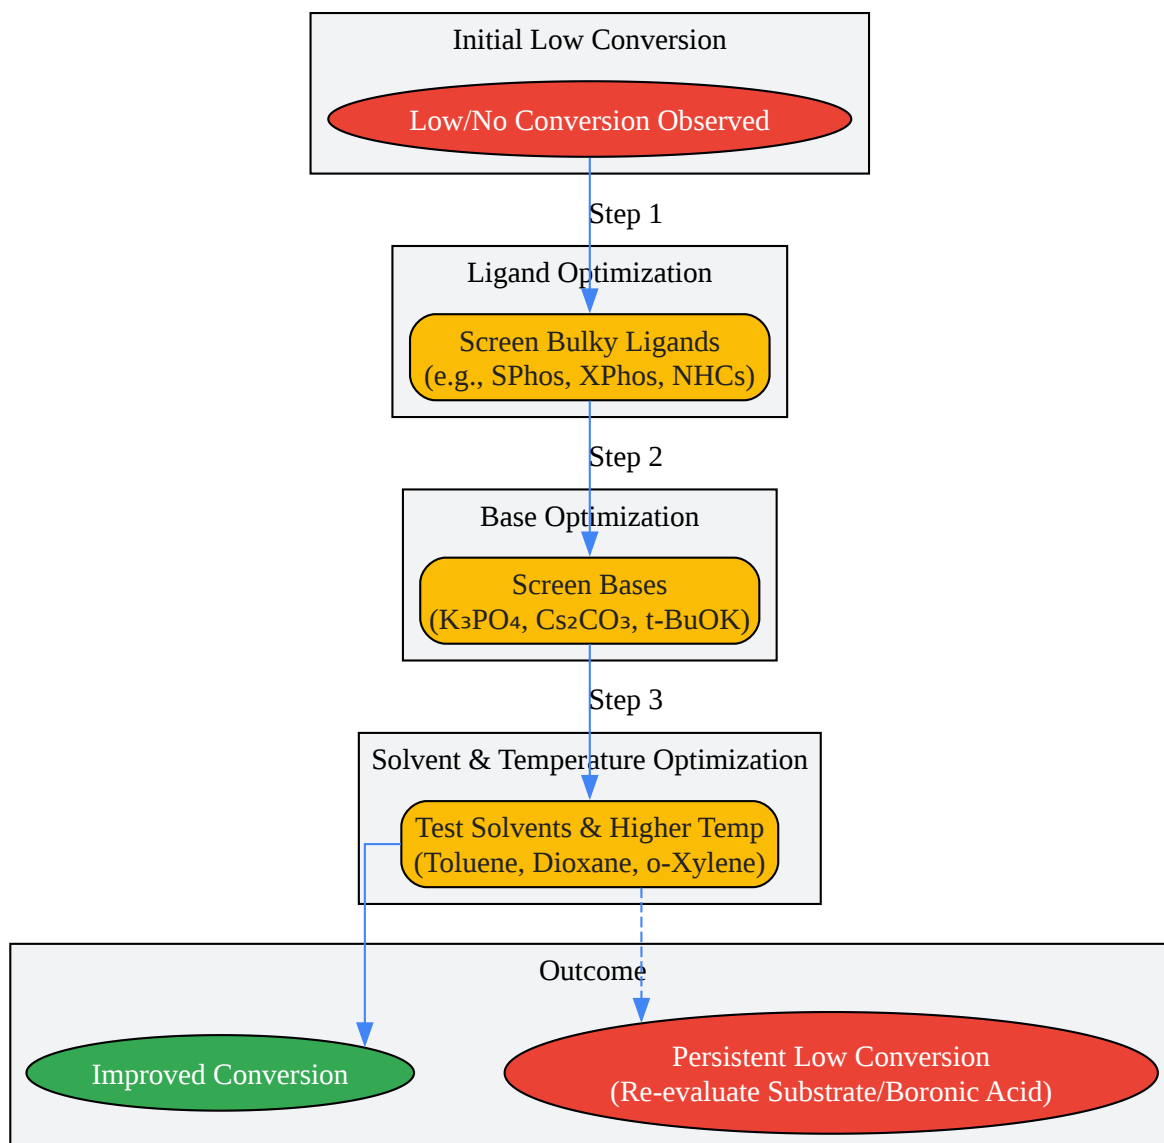 Initial Low Conversion
Low/No Conversion Observed
Step 1
Ligand Optimization
Screen Bulky Ligands
(e.g., SPhos, XPhos, NHCs)
Step 2
Base Optimization
Screen Bases
(K₃PO₄, Cs₂CO₃, t-BuOK)
Step 3
Solvent & Temperature Optimization
Test Solvents & Higher Temp
(Toluene, Dioxane, o-Xylene)
Outcome
Improved Conversion
Persistent Low Conversion
(Re-evaluate Substrate/Boronic Acid)